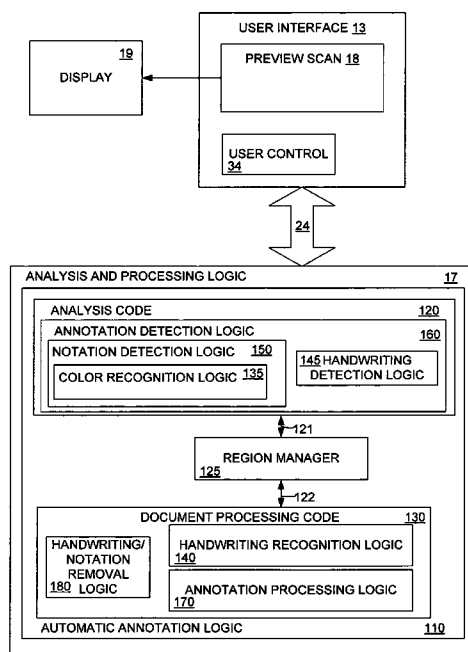 USER INTERFACE 13
19
DISPLAY
PREVIEW SCAN 18
USER CONTROL
34
24
ANALYSIS AND PROCESSING LOGIC 17
ANALYSIS CODE 120
ANNOTATION DETECTION LOGIC 160
NOTATION DETECTION LOGIC 150
COLOR RECOGNITION LOGIC 135
145 HANDWRITING
DETECTION LOGIC
121
REGION MANAGER
125
122
DOCUMENT PROCESSING CODE 130
HANDWRITING/
NOTATION
REMOVAL
180 LOGIC
HANDWRITING RECOGNITION LOGIC
140
ANNOTATION PROCESSING LOGIC
170
AUTOMATIC ANNOTATION LOGIC 110